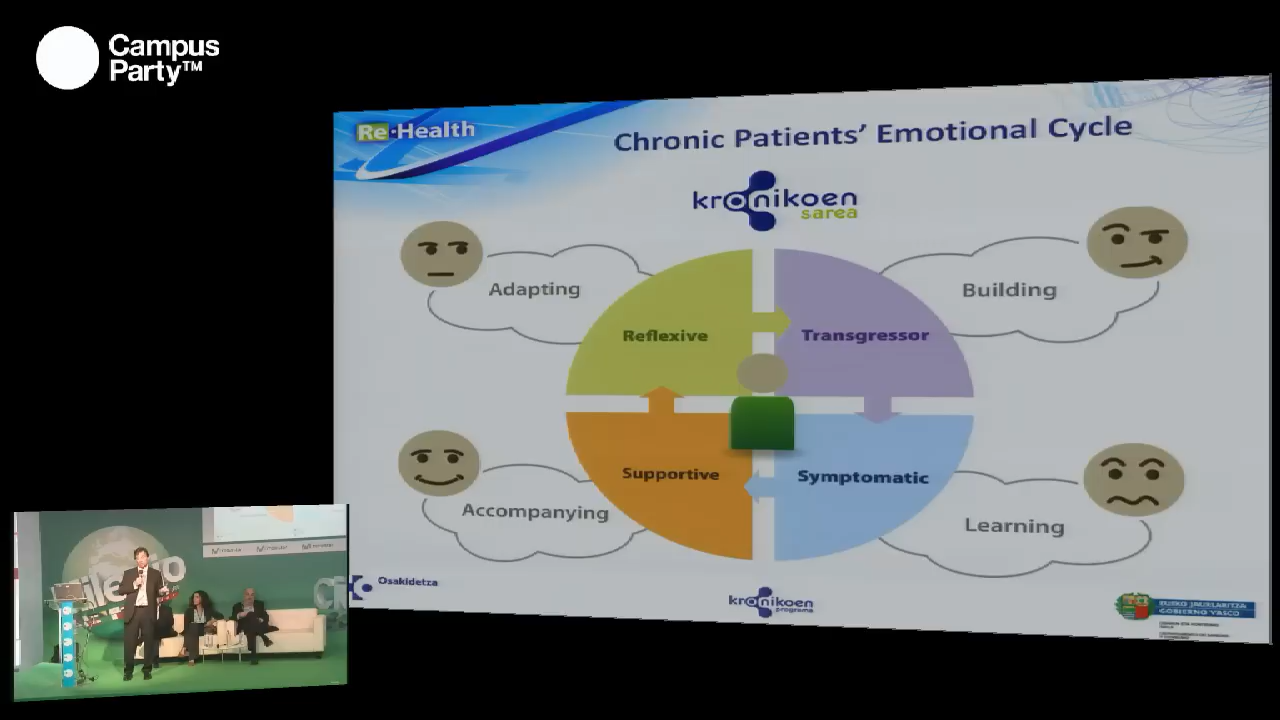 Campus
Party™
Re·Health
Chronic Patients' Emotional Cycle
kronikoen
sarea
Adapting
Building
Reflexive
Transgressor
Supportive
Symptomatic
Accompanying
Learning
Osakidetza
kronikoen
programa
EUSKO JAURLARITZA
GOBIERNO VASCO